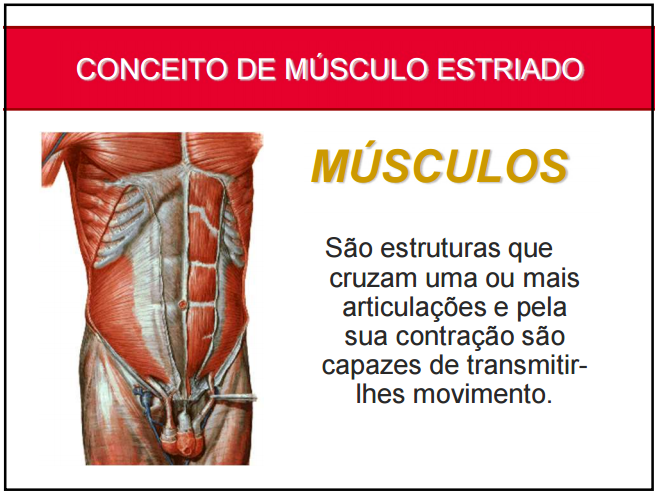 CONCEITO DE MÚSCULO ESTRIADO
MÚSCULOS
São estruturas que
cruzam uma ou mais
articulações e pela
sua contração são
capazes de transmitir-
lhes movimento.